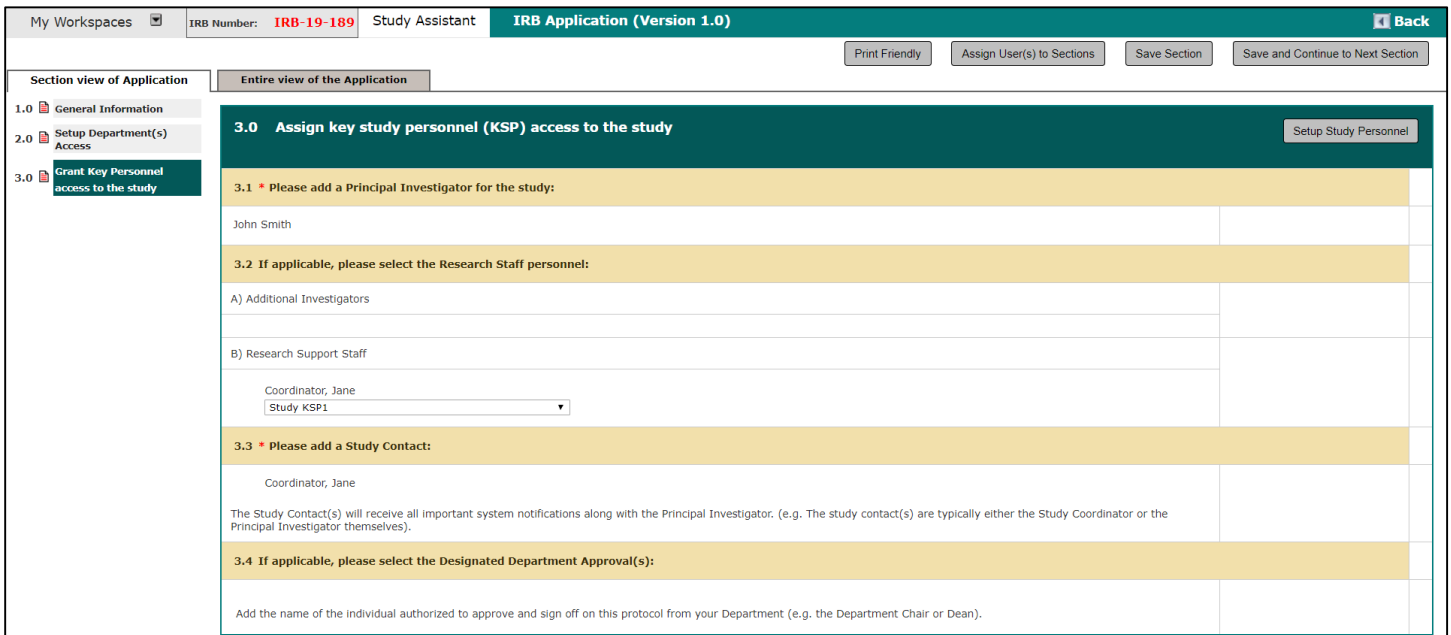 My Workspaces
IRB Number: IRB-19-189
Study Assistant
IRB Application (Version 1.0)
Back
Print Friendly
Assign User(s) to Sections
Save Section
Save and Continue to Next Section
Section view of Application
Entire view of the Application
1.0 General Information
2.0 Setup Department(s)
Access
3.0 Grant Key Personnel
access to the study
3.0 Assign key study personnel (KSP) access to the study
Setup Study Personnel
3.1 * Please add a Principal Investigator for the study:
John Smith
3.2 If applicable, please select the Research Staff personnel:
A) Additional Investigators
B) Research Support Staff
Coordinator, Jane
Study KSP1
3.3 * Please add a Study Contact:
Coordinator, Jane
The Study Contact(s) will receive all important system notifications along with the Principal Investigator. (e.g. The study contact(s) are typically either the Study Coordinator or the
Principal Investigator themselves).
3.4 If applicable, please select the Designated Department Approval(s):
Add the name of the individual authorized to approve and sign off on this protocol from your Department (e.g. the Department Chair or Dean).